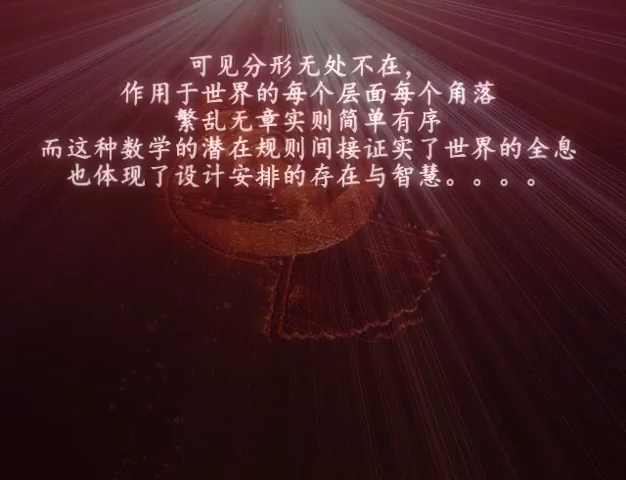 可见分形无处不在，
作用于世界的每个层面每个角落
繁乱无章实则简单有序
而这种数学的潜在规则间接证实了世界的全息
也体现了设计安排的存在与智慧。。。。